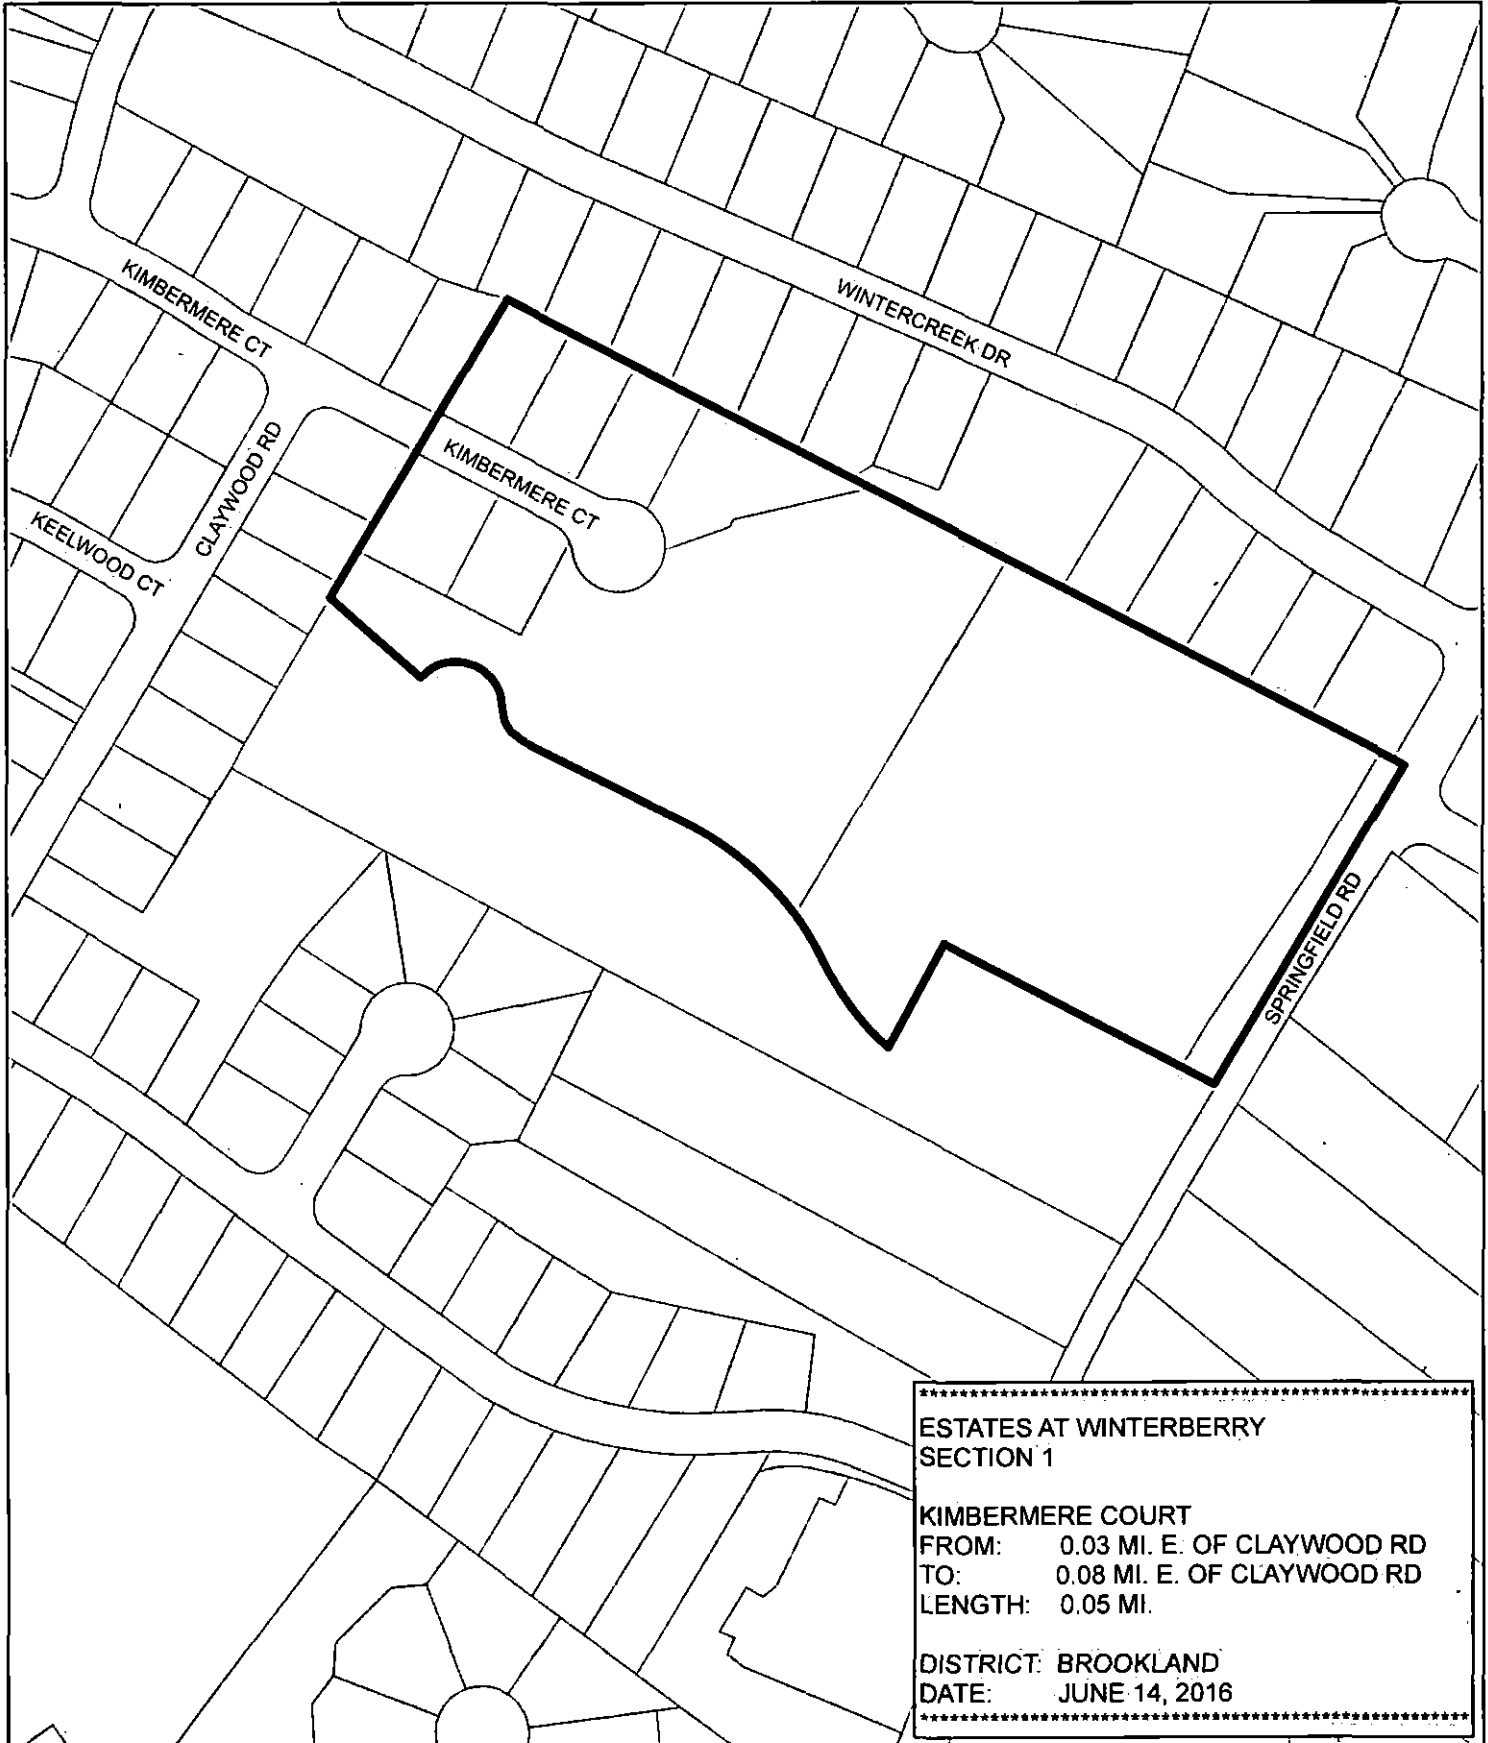 KIMBERMERE CT
WINTERCREEK DR
CLAYWOOD RD
KIMBERMERE CT
KEELWOOD CT
SPRINGFIELD RD
ESTATES AT WINTERBERRY
SECTION 1
KIMBERMERE COURT
FROM: 0.03 MI. E. OF CLAYWOOD RD
TO: 0.08 MI. E. OF CLAYWOOD RD
LENGTH: 0.05 MI.
DISTRICT: BROOKLAND
DATE: JUNE 14, 2016